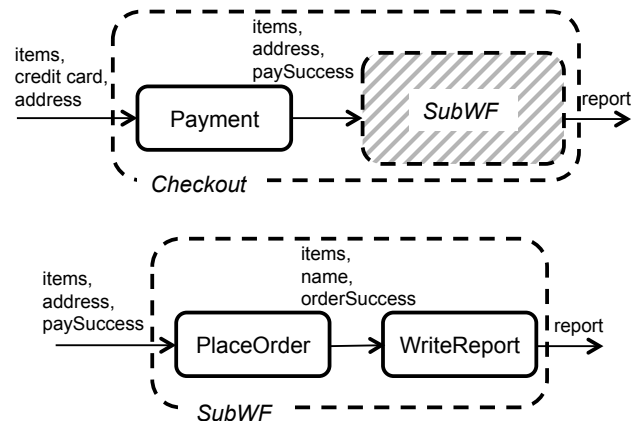 items,
credit card,
address
items,
address,
paySuccess
Payment
SubWF
report
Checkout
items,
address,
paySuccess
items,
name,
orderSuccess
PlaceOrder
WriteReport
report
SubWF